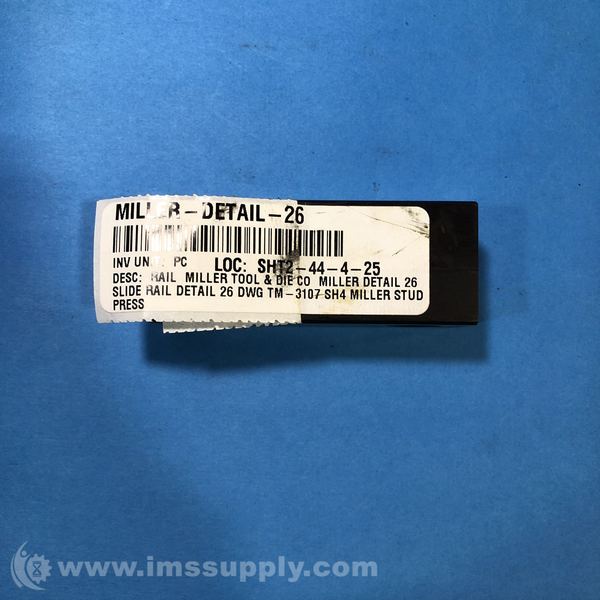 MILLER-DETAIL-26
INV UNIT: PC LOC: SHT2-44-4-25
DESC: RAIL MILLER TOOL & DIE CO MILLER DETAIL 26
SLIDE RAIL DETAIL 26 DWG TM-3107 SH4 MILLER STUD
PRESS
www.imssupply.com